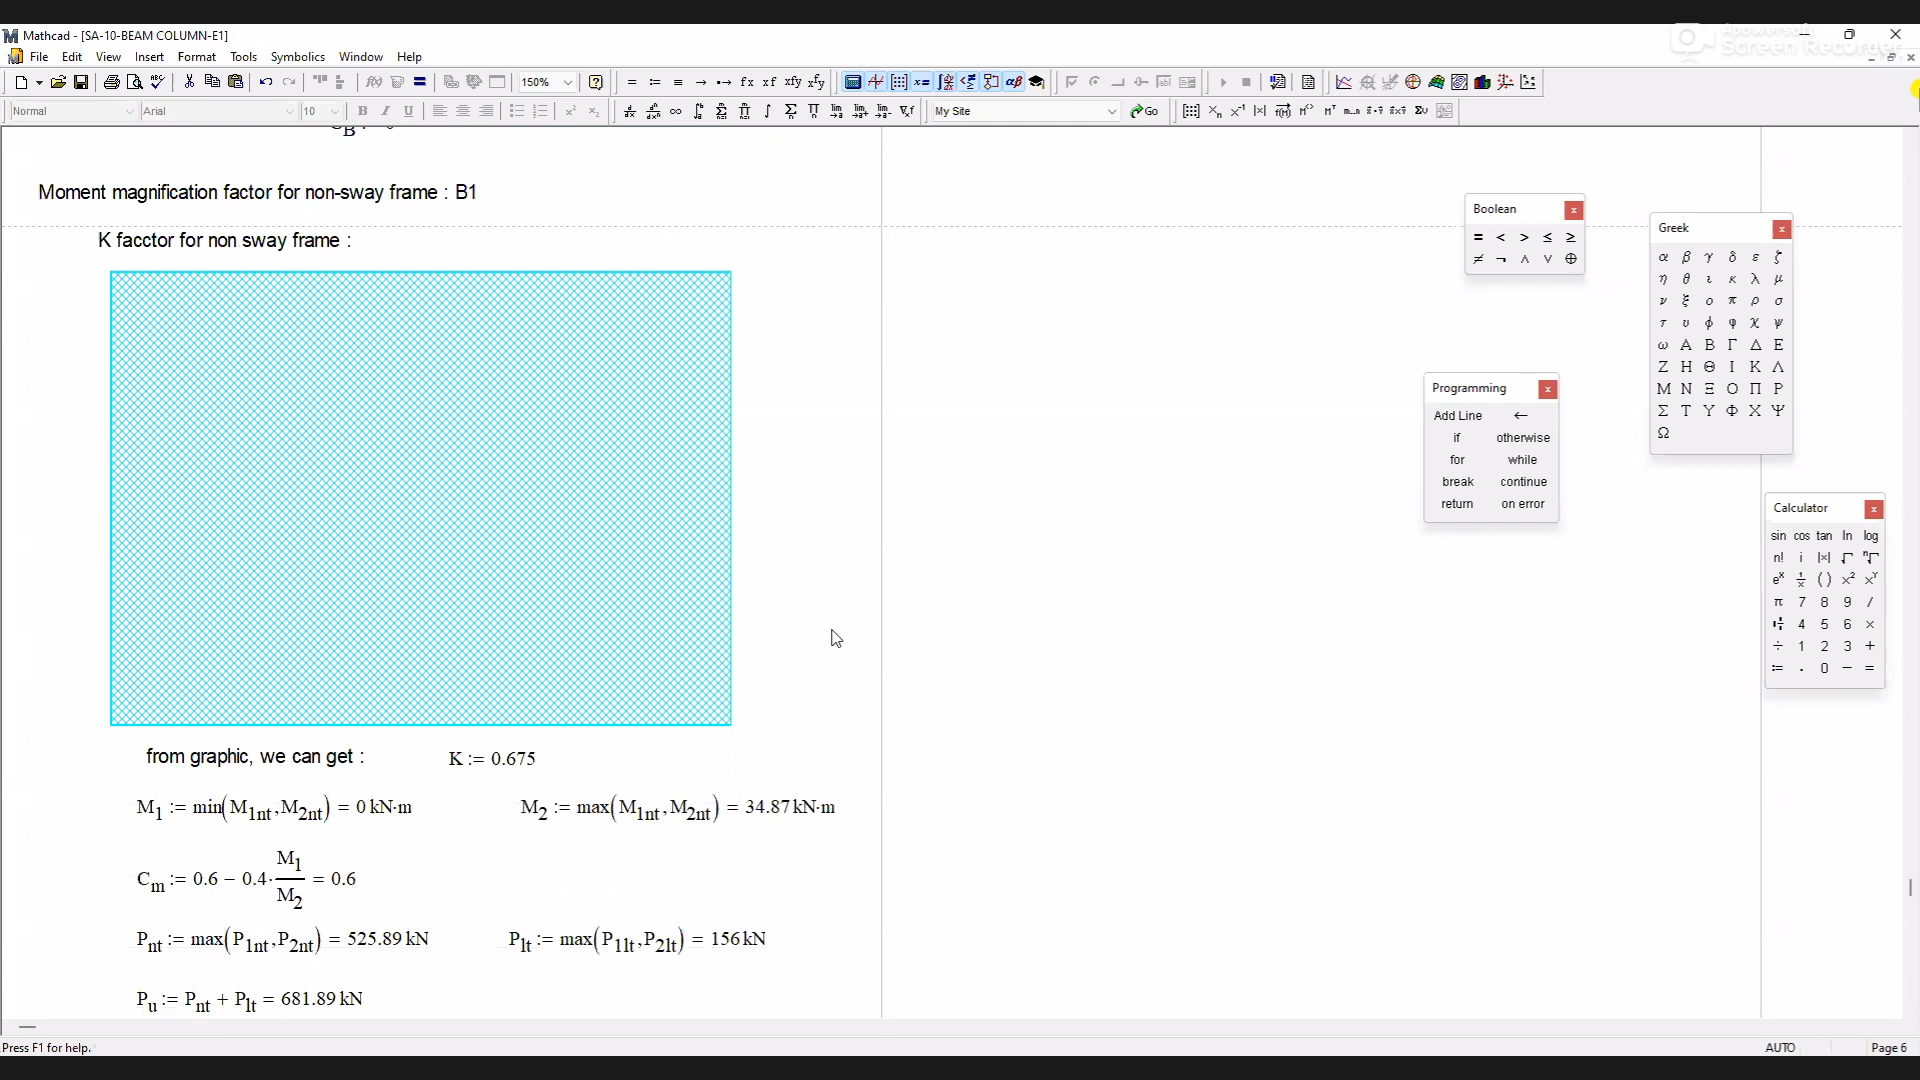 Mathcad - [SA-10-BEAM COLUMN-E1]
File Edit View Insert Format Tools Symbolics Window Help
150%
Normal Arial 10 B I U My Site Go
Moment magnification factor for non-sway frame : B1
K facctor for non sway frame :
from graphic, we can get : K := 0.675
M1 := min(M1nt, M2nt) = 0 kN·m M2 := max(M1nt, M2nt) = 34.87 kN·m
Cm := 0.6 − 0.4· M1/M2 = 0.6
Pnt := max(P1nt, P2nt) = 525.89 kN Plt := max(P1lt, P2lt) = 156 kN
Pu := Pnt + Plt = 681.89 kN
Boolean
= < > ≤ ≥
≠ ¬ ∧ ∨ ⊕
Greek
α β γ δ ε ζ
η θ ι κ λ μ
ν ξ ο π ρ σ
τ υ ϕ φ χ ψ
ω Α Β Γ Δ Ε
Ζ Η Θ Ι Κ Λ
Μ Ν Ξ Ο Π Ρ
Σ Τ Υ Φ Χ Ψ
Ω
Programming
Add Line ←
if otherwise
for while
break continue
return on error
Calculator
sin cos tan ln log
n! i |×| √ ⁿ√
eˣ 1/x ( ) x² xʸ
π 7 8 9 /
4 5 6 ×
÷ 1 2 3 +
:= . 0 − =
Press F1 for help.
AUTO Page 6
Screen Recorder